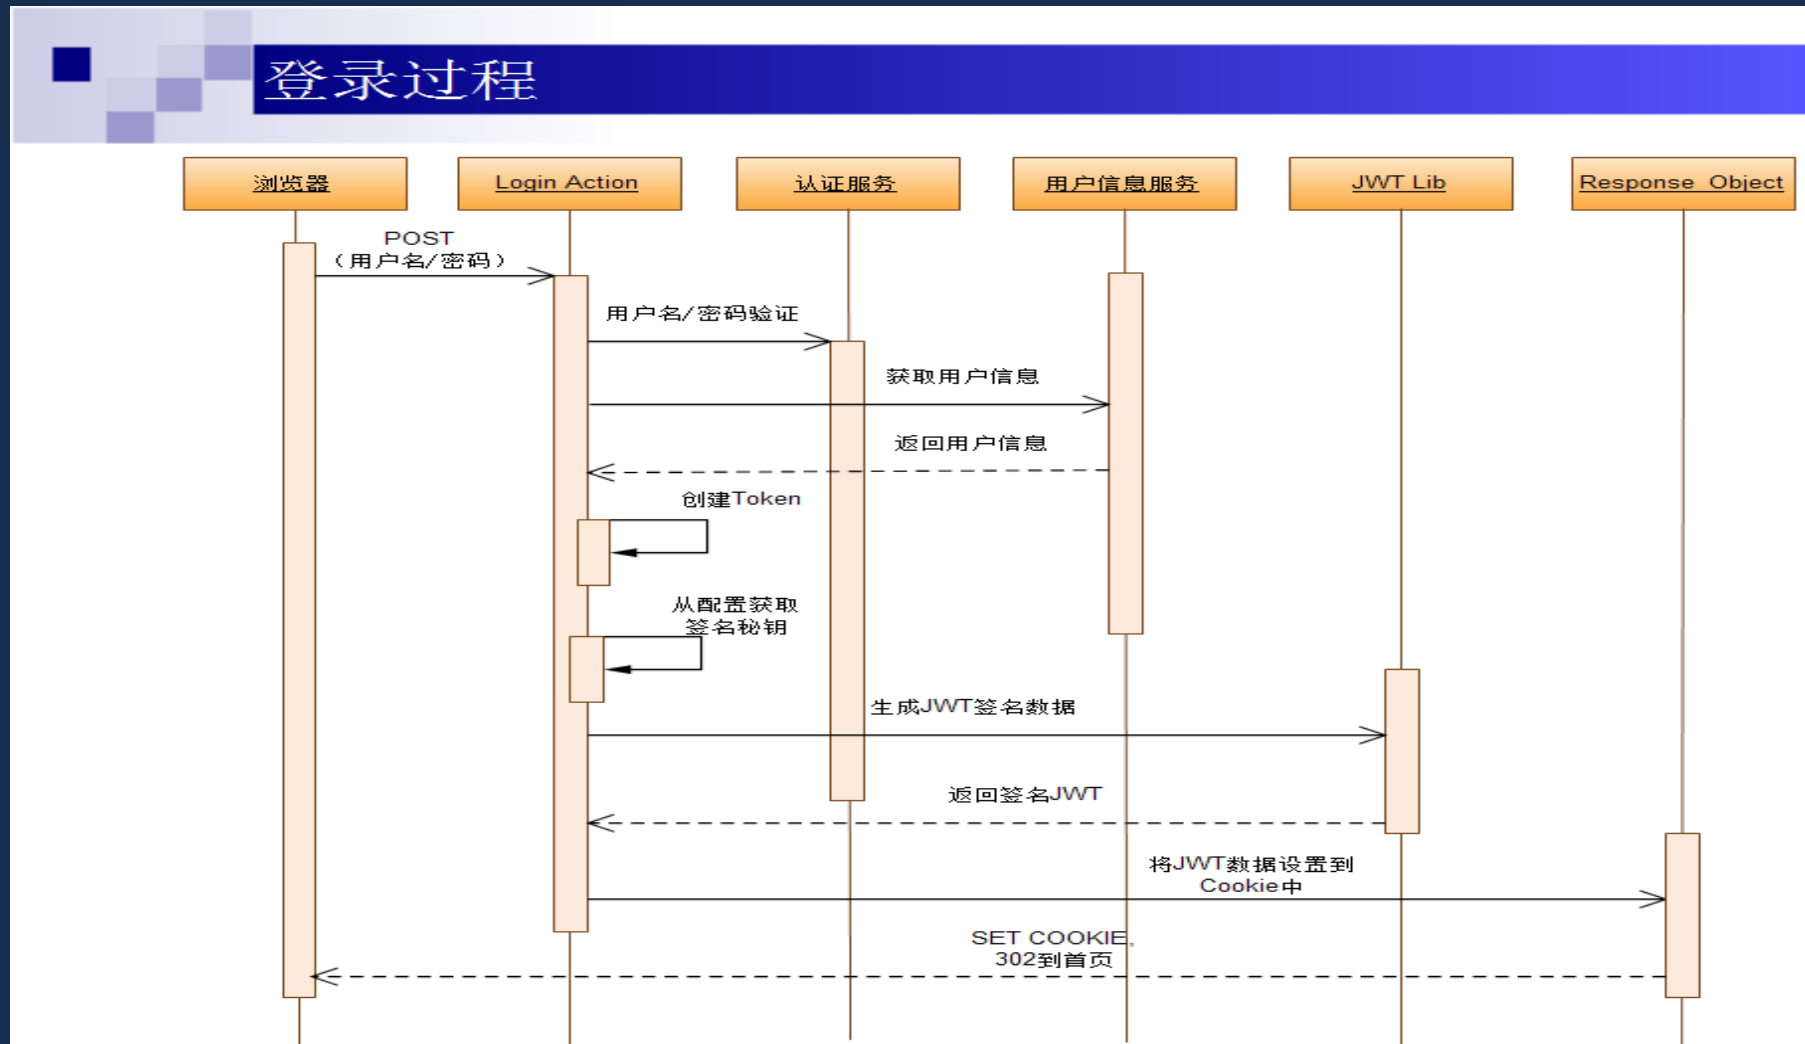 登录过程
浏览器
Login Action
认证服务
用户信息服务
JWT Lib
Response Object
POST
（用户名/密码）
用户名/密码验证
获取用户信息
返回用户信息
创建Token
从配置获取
签名秘钥
生成JWT签名数据
返回签名JWT
将JWT数据设置到
Cookie中
SET COOKIE,
302到首页